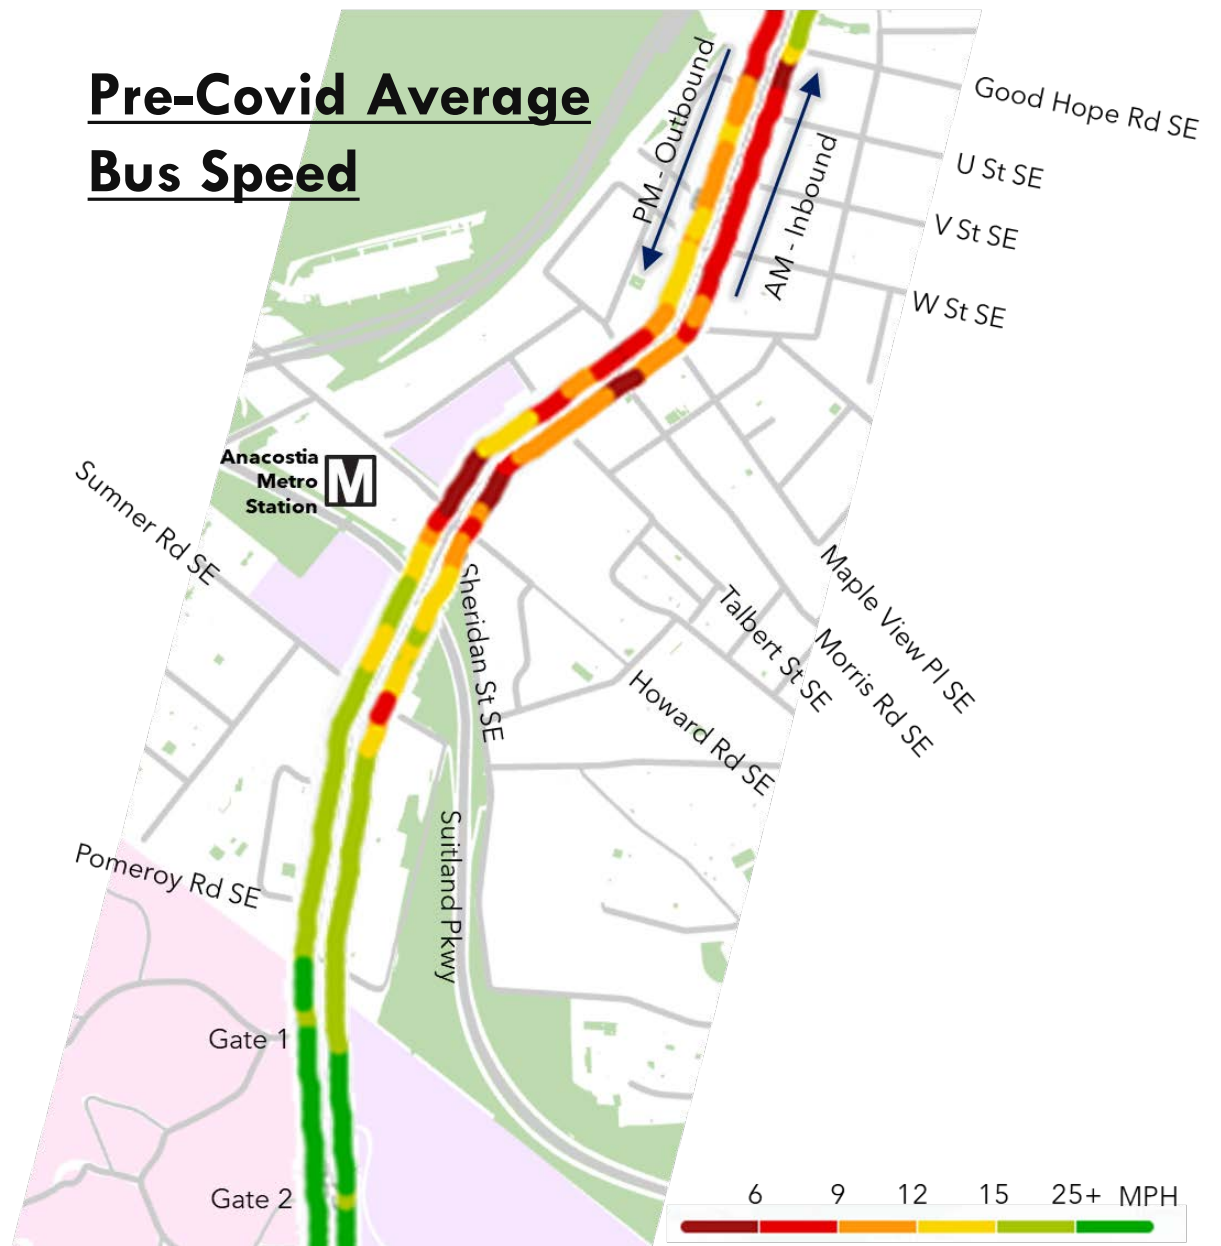 Pre-Covid Average
Bus Speed
PM - Outbound
AM - Inbound
Good Hope Rd SE
U St SE
V St SE
W St SE
Anacostia
Metro
Station
M
Sumner Rd SE
Sheridan St SE
Maple View Pl SE
Talbert St SE
Morris Rd SE
Howard Rd SE
Suitland Pkwy
Pomeroy Rd SE
Gate 1
Gate 2
6 9 12 15 25+ MPH